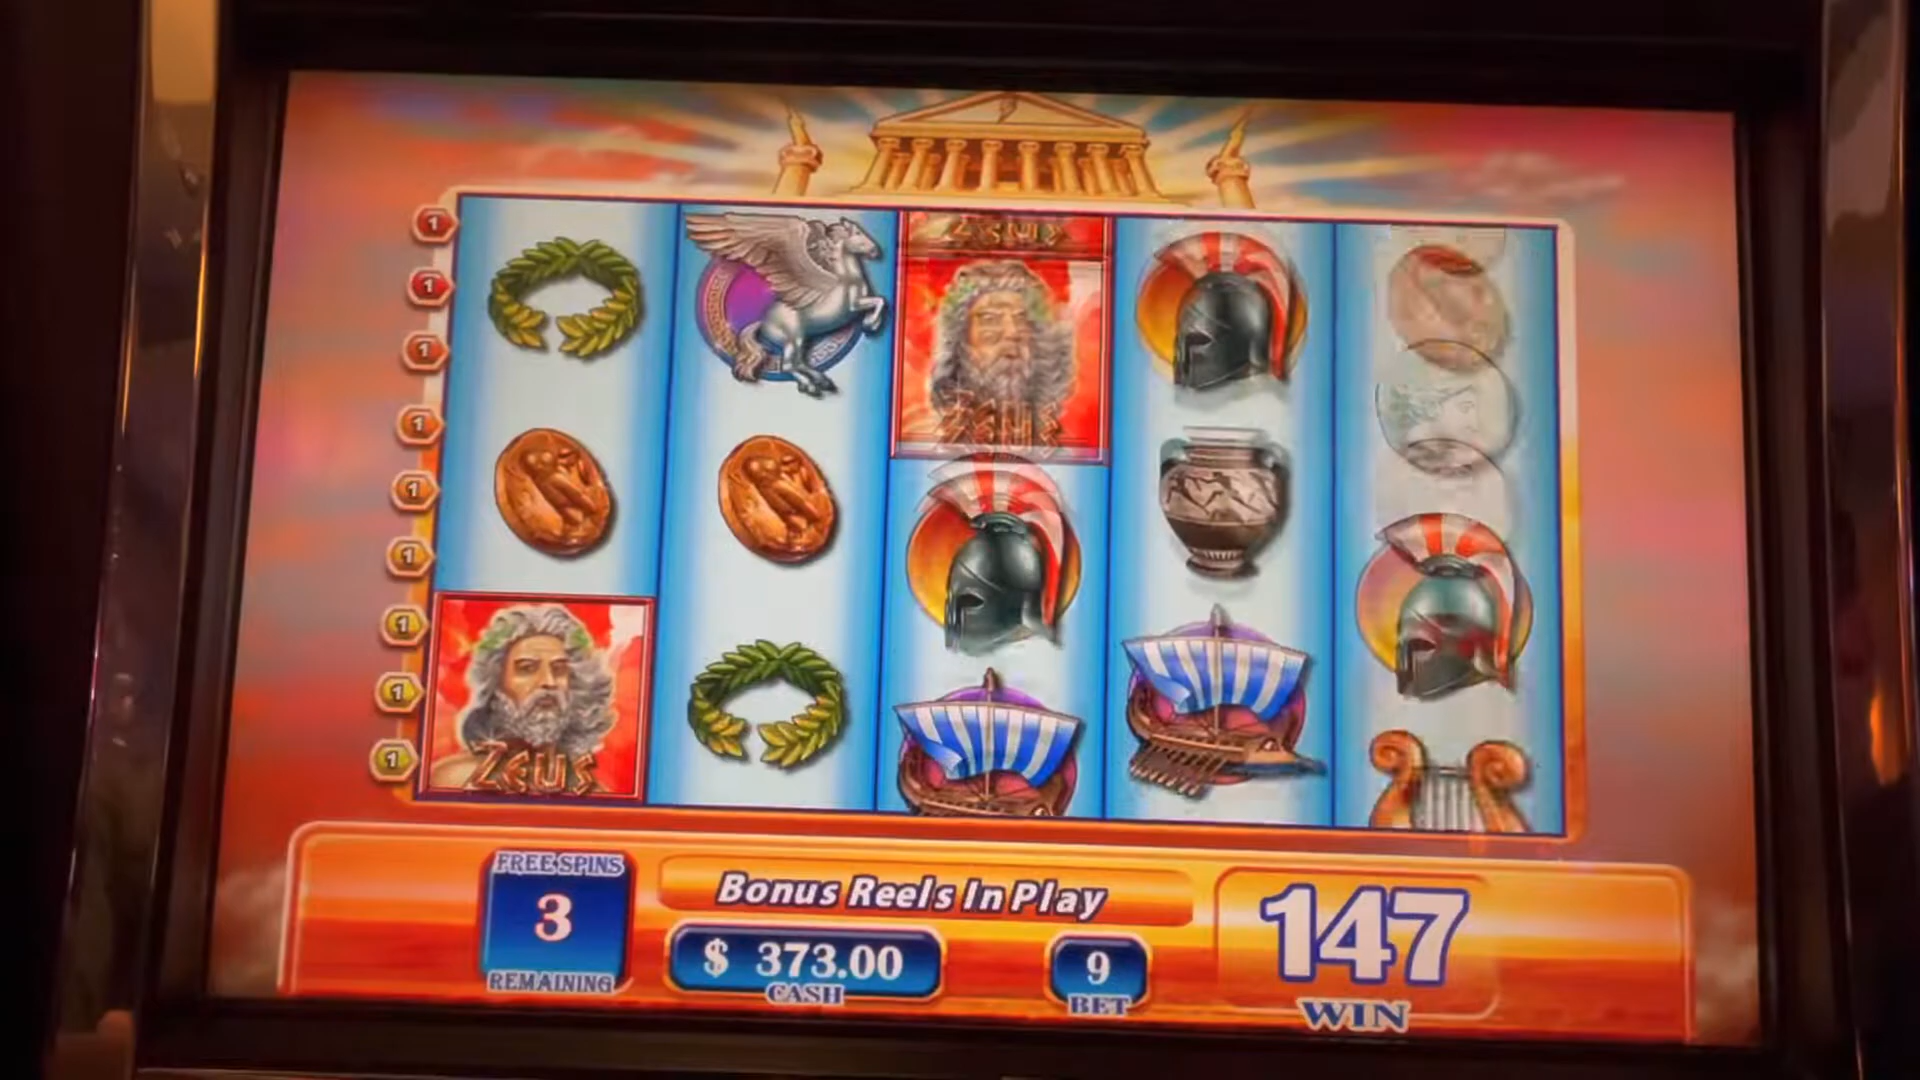 ZEUS
ZEUS
ZEUS
1
1
1
1
1
1
1
1
1
FREE SPINS
3
REMAINING
Bonus Reels In Play
$ 373.00
CASH
9
BET
147
WIN